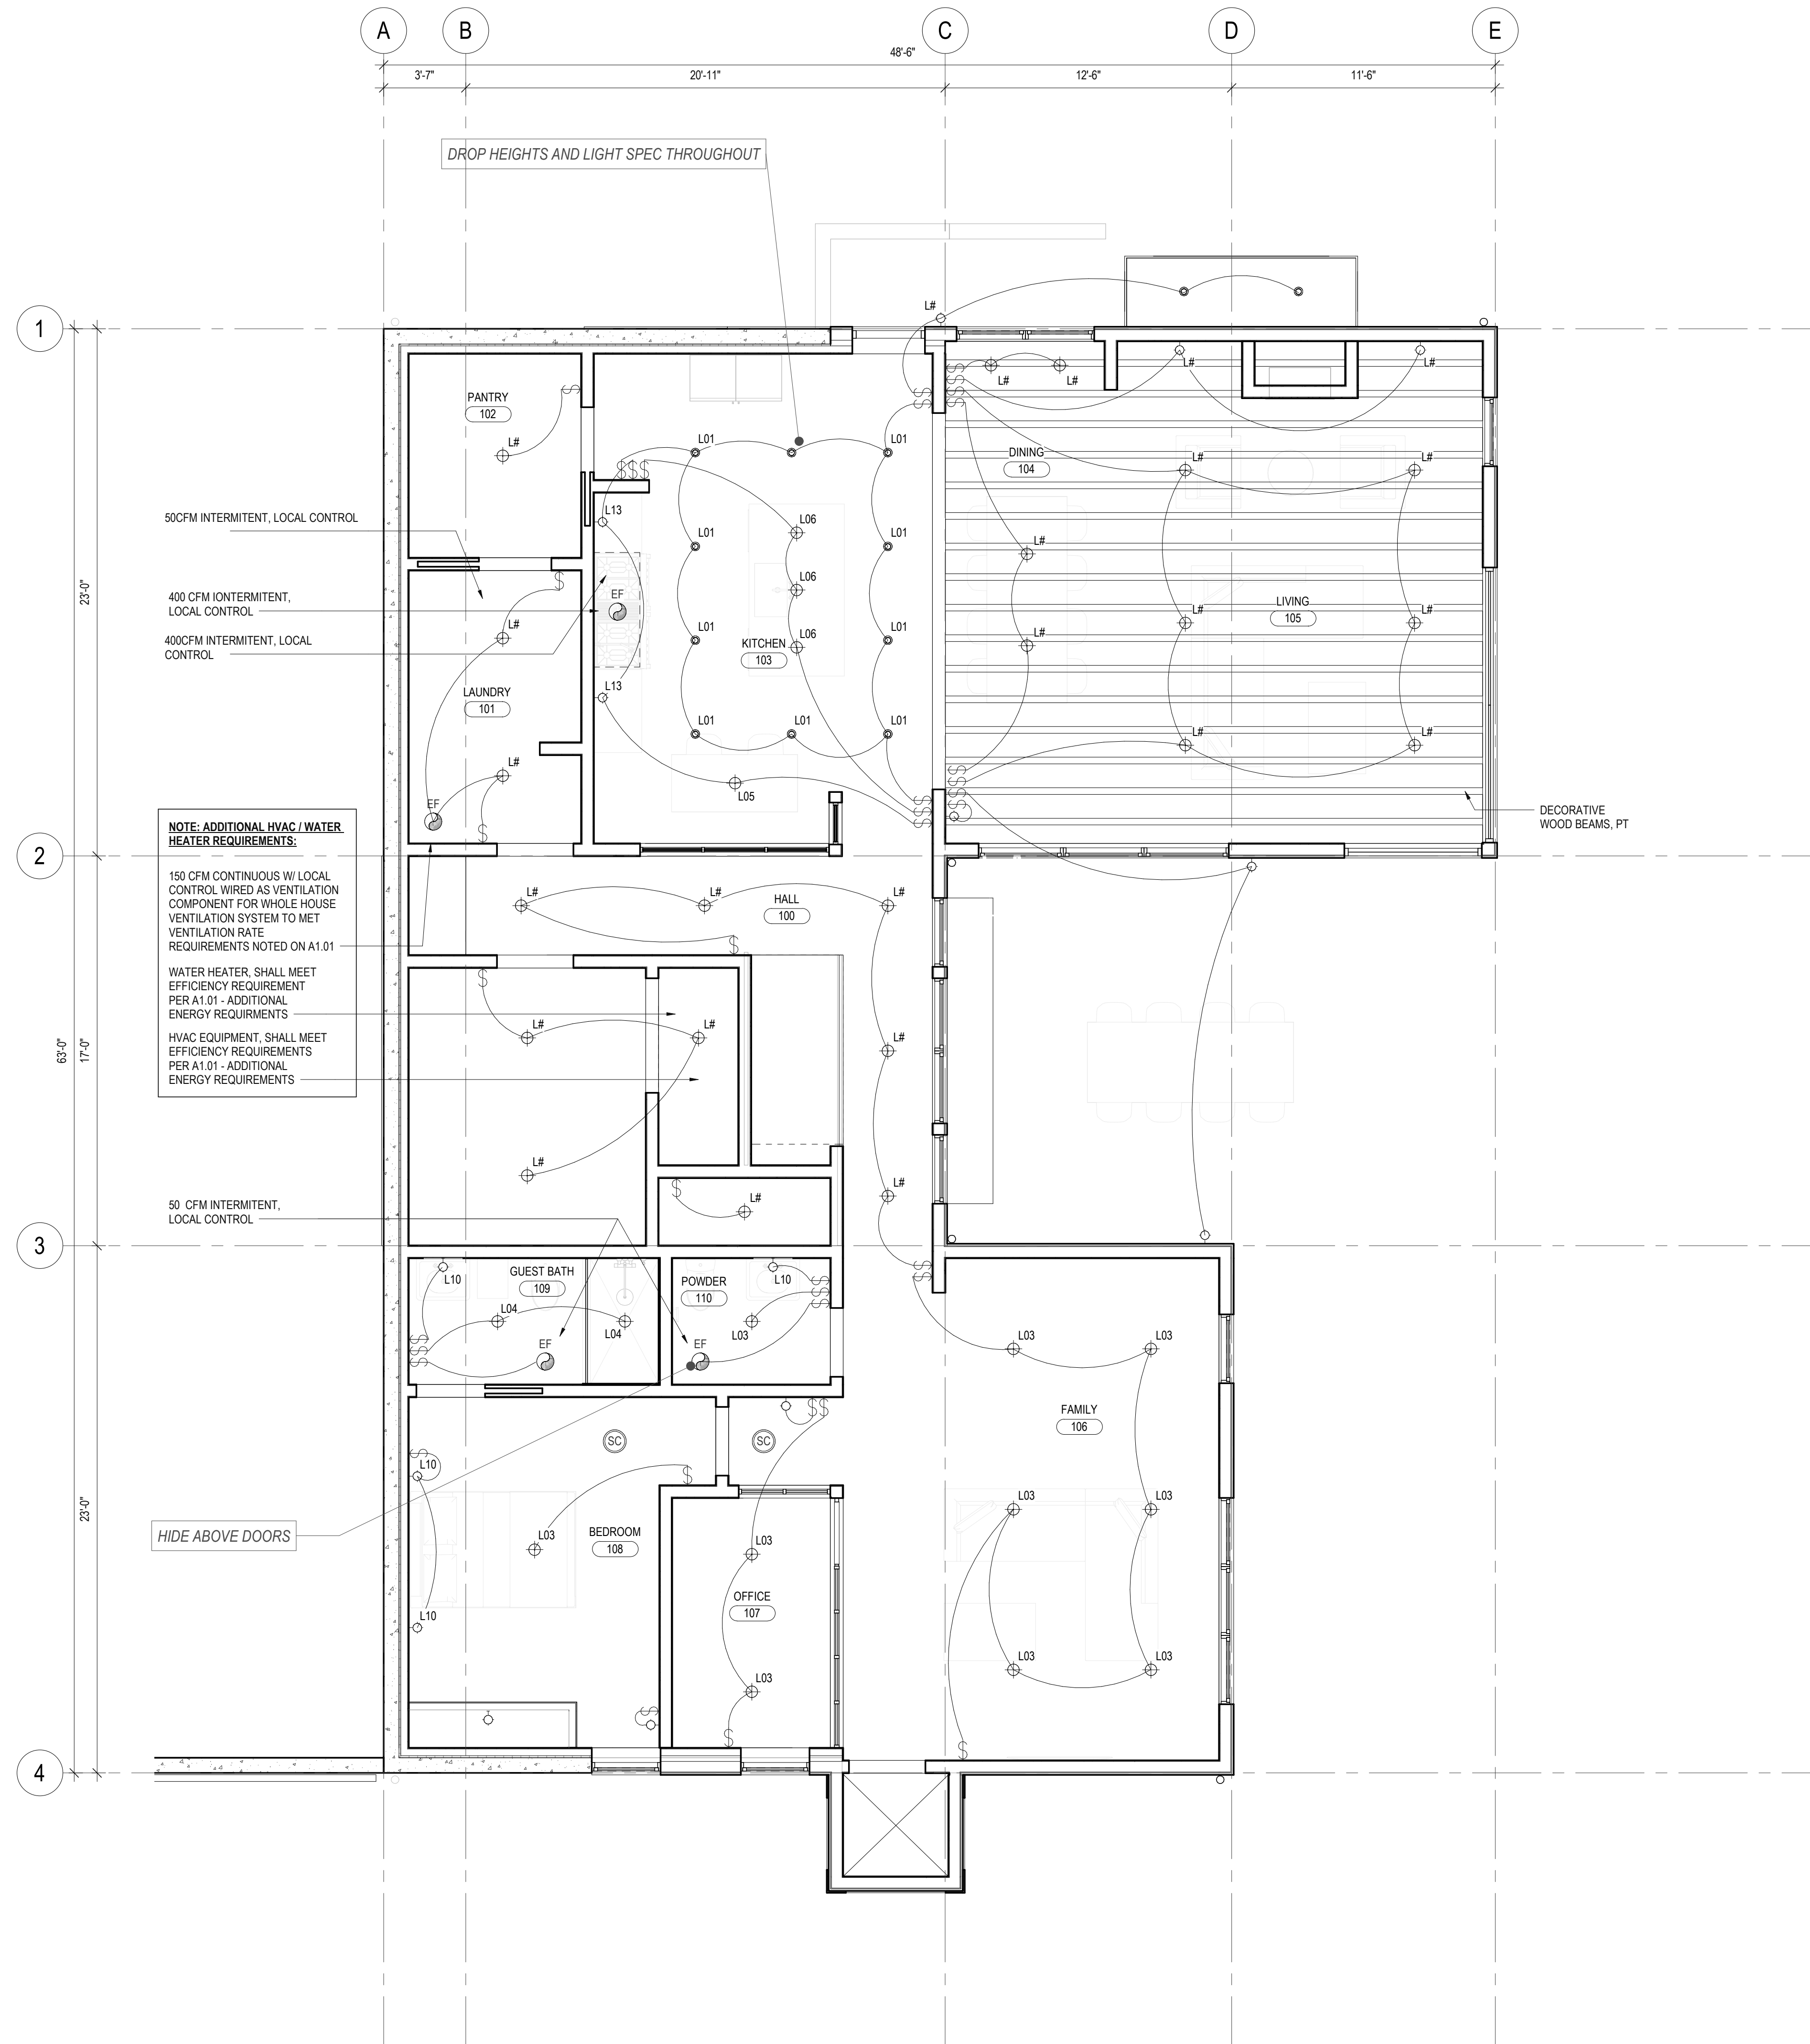 A
B
C
D
E
48'-6"
3'-7"
20'-11"
12'-6"
11'-6"
DROP HEIGHTS AND LIGHT SPEC THROUGHOUT
1
L#
L#
L#
L#
L#
PANTRY
102
L#
L01
L01
DINING
104
L#
L#
50CFM INTERMITENT, LOCAL CONTROL
L13
L01
L06
L01
L#
23'-0"
400 CFM IONTERMITENT,
LOCAL CONTROL
EF
L06
LIVING
105
L#
L#
400CFM INTERMITENT, LOCAL
CONTROL
L#
L01
KITCHEN
103
L06
L01
L#
LAUNDRY
101
L13
L01
L01
L01
L#
L#
L#
L05
EF
DECORATIVE
WOOD BEAMS, PT
NOTE: ADDITIONAL HVAC / WATER
HEATER REQUIREMENTS:
2
150 CFM CONTINUOUS W/ LOCAL
CONTROL WIRED AS VENTILATION
COMPONENT FOR WHOLE HOUSE
VENTILATION SYSTEM TO MET
VENTILATION RATE
REQUIREMENTS NOTED ON A1.01
WATER HEATER, SHALL MEET
EFFICIENCY REQUIREMENT
PER A1.01 - ADDITIONAL
ENERGY REQUIRMENTS
HVAC EQUIPMENT, SHALL MEET
EFFICIENCY REQUIREMENTS
PER A1.01 - ADDITIONAL
ENERGY REQUIREMENTS
L#
L#
HALL
100
L#
63'-0"
17'-0"
L#
L#
L#
L#
L#
L#
50 CFM INTERMITENT,
LOCAL CONTROL
3
L10
GUEST BATH
109
L04
L04
EF
POWDER
110
L10
L03
EF
L03
L03
FAMILY
106
SC
SC
L10
L03
L03
23'-0"
HIDE ABOVE DOORS
L03
BEDROOM
108
L03
OFFICE
107
L10
L03
L03
L03
4